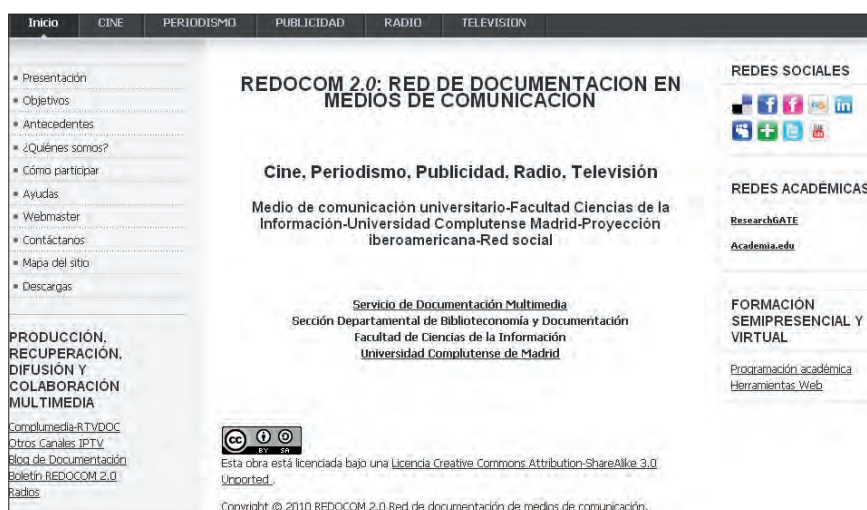 Inicio CINE PERIODISMO PUBLICIDAD RADIO TELEVISION
Presentación
Objetivos
Antecedentes
¿Quiénes somos?
Cómo participar
Ayudas
Webmaster
Contáctanos
Mapa del sitio
Descargas
PRODUCCIÓN,
RECUPERACIÓN,
DIFUSIÓN Y
COLABORACIÓN
MULTIMEDIA
Complumedia-RTVDOC
Otros Canales IPTV
Blog de Documentación
Boletín REDOCOM 2.0
Radios
REDOCOM 2.0: RED DE DOCUMENTACION EN
MEDIOS DE COMUNICACION
Cine, Periodismo, Publicidad, Radio, Televisión
Medio de comunicación universitario-Facultad Ciencias de la
Información-Universidad Complutense Madrid-Proyección
iberoamericana-Red social
Servicio de Documentación Multimedia
Sección Departamental de Biblioteconomía y Documentación
Facultad de Ciencias de la Información
Universidad Complutense de Madrid
cc BY SA
Esta obra está licenciada bajo una Licencia Creative Commons Attribution-ShareAlike 3.0
Unported .
Copyright © 2010 REDOCOM 2.0 Red de documentación de medios de comunicación.
REDES SOCIALES
REDES ACADÉMICAS
ResearchGATE
Academia.edu
FORMACIÓN
SEMIPRESENCIAL Y
VIRTUAL
Programación académica
Herramientas Web